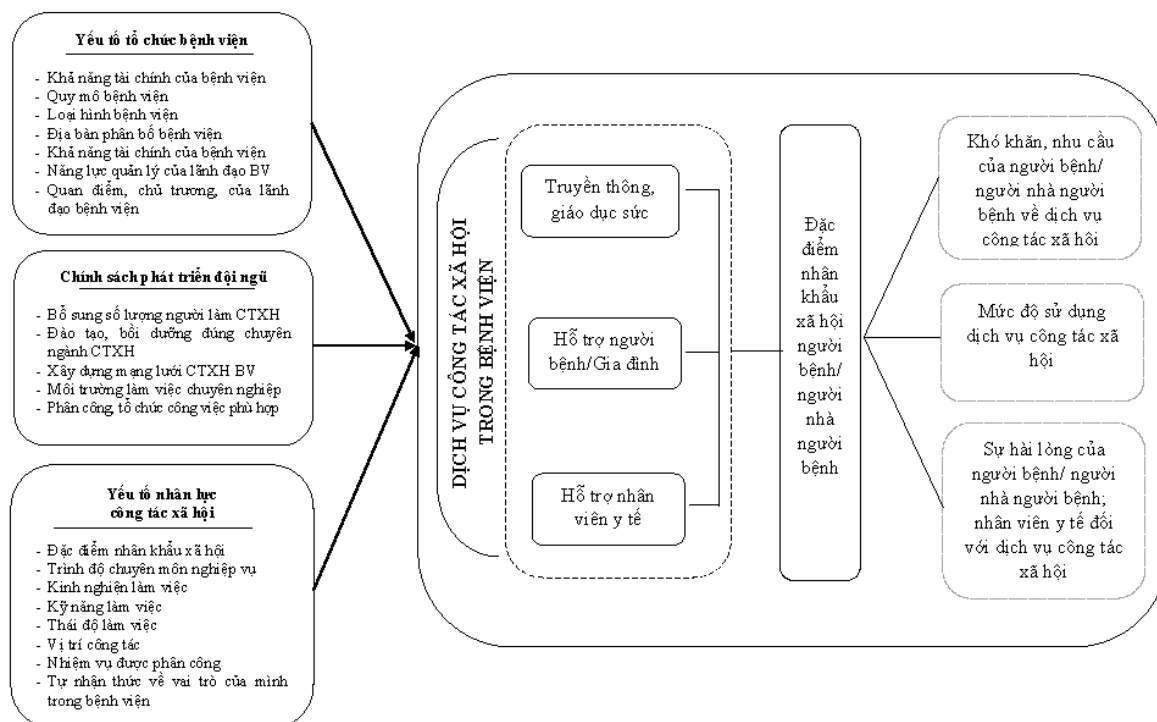 Yếu tố tổ chức bệnh viện
- Khả năng tài chính của bệnh viện
- Quy mô bệnh viện
- Loại hình bệnh viện
- Địa bàn phân bố bệnh viện
- Khả năng tài chính của bệnh viện
- Năng lực quản lý của lãnh đạo BV
- Quan điểm, chủ trương, của lãnh
đạo bệnh viện
Chính sách phát triển đội ngũ
- Bổ sung số lượng người làm CTXH
- Đào tạo, bồi dưỡng đúng chuyên
ngành CTXH
- Xây dựng mạng lưới CTXH BV
- Môi trường làm việc chuyên nghiệp
- Phân công, tổ chức công việc phù hợp
Yếu tố nhân lực
công tác xã hội
- Đặc điểm nhân khẩu xã hội
- Trình độ chuyên môn nghiệp vụ
- Kinh nghiện làm việc
- Kỹ năng làm việc
- Thái độ làm việc
- Vị trí công tác
- Nhiệm vụ được phân công
- Tự nhận thức về vai trò của mình
trong bệnh viện
DỊCH VỤ CÔNG TÁC XÃ HỘI
TRONG BỆNH VIỆN
Truyền thông,
giáo dục sức
Hỗ trợ người
bệnh/Gia đình
Hỗ trợ nhân
viên y tế
Đặc
điểm
nhân
khẩu
xã hội
người
bệnh/
người
nhà
người
bệnh
Khó khăn, nhu cầu
của người bệnh/
người nhà người
bệnh về dịch vụ
công tác xã hội
Mức độ sử dụng
dịch vụ công tác xã
hội
Sự hài lòng của
người bệnh/ người
nhà người bệnh;
nhân viên y tế đối
với dịch vụ công tác
xã hội